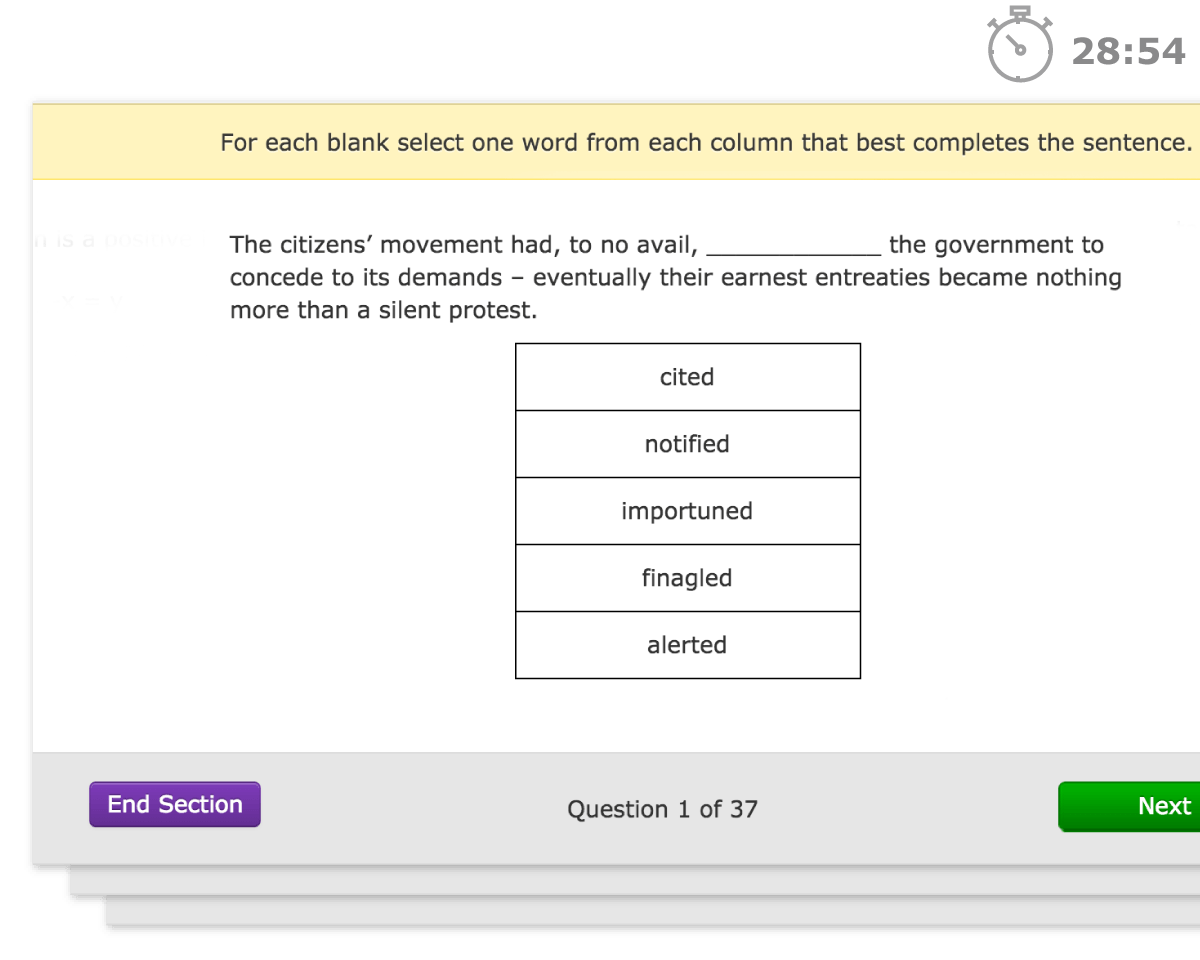 28:54
For each blank select one word from each column that best completes the sentence.
The citizens’ movement had, to no avail, ______________ the government to
concede to its demands – eventually their earnest entreaties became nothing
more than a silent protest.
cited
notified
importuned
finagled
alerted
End Section
Question 1 of 37
Next